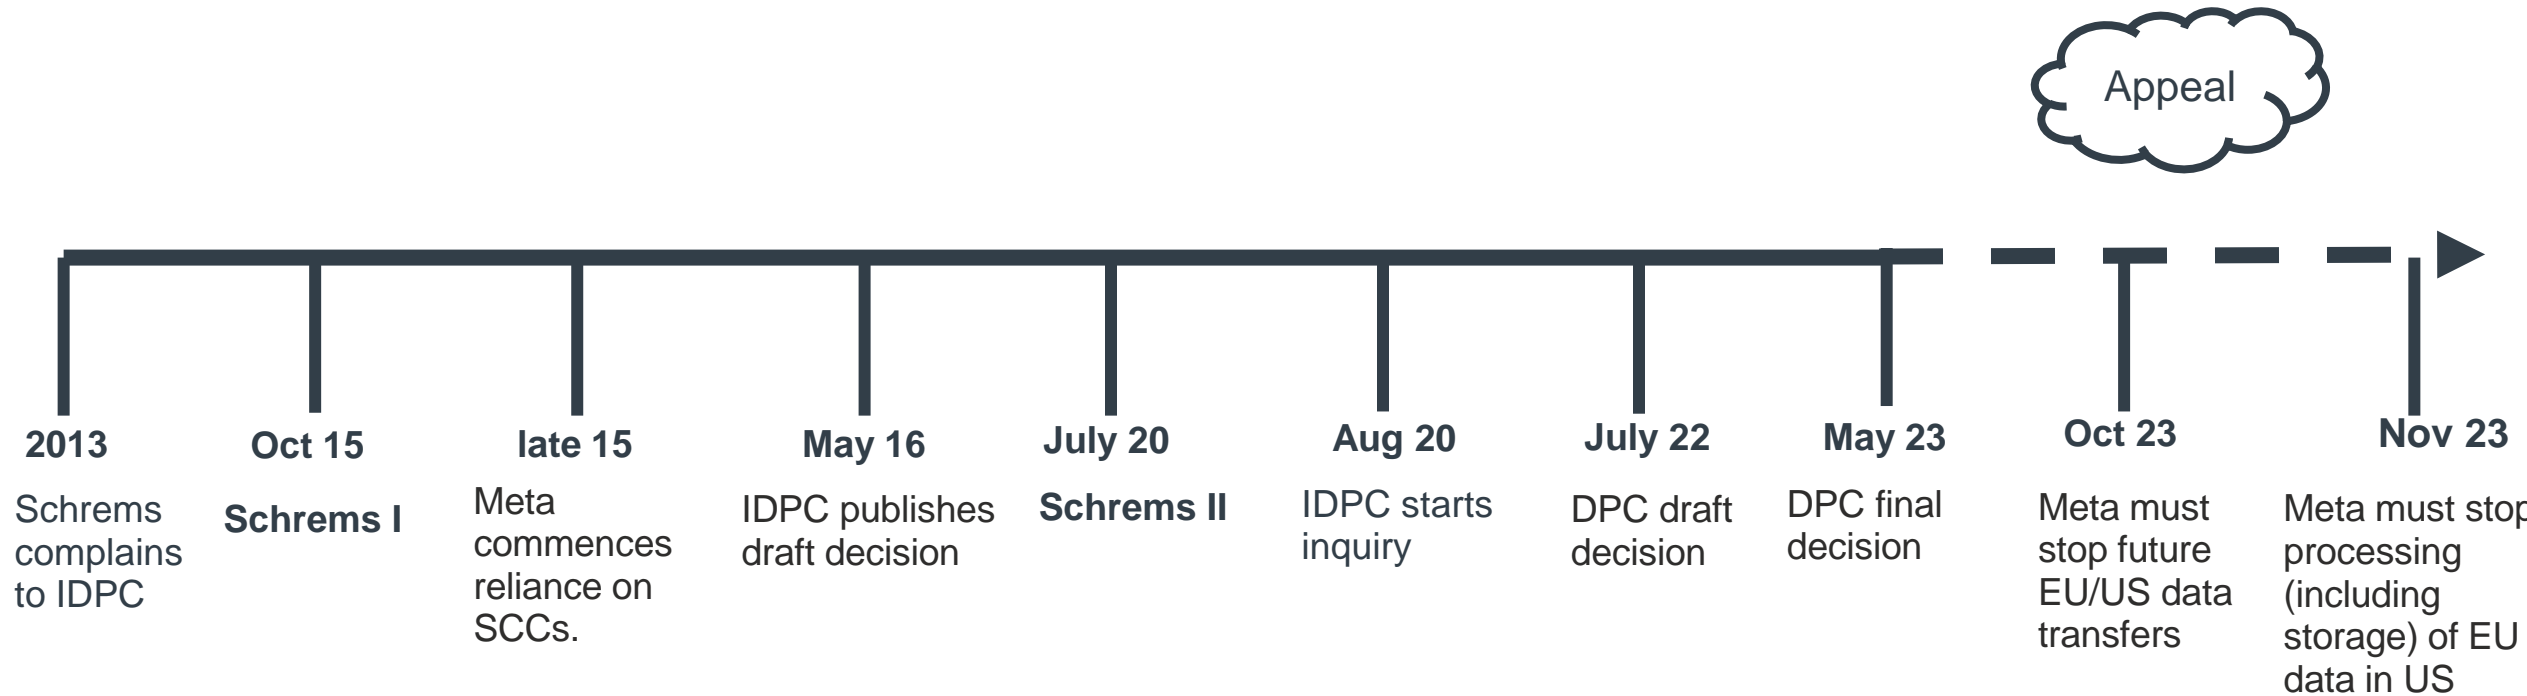 Appeal
2013
Schrems
complains
to IDPC
Oct 15
Schrems I
late 15
Meta
commences
reliance on
SCCs.
May 16
IDPC publishes
draft decision
July 20
Schrems II
Aug 20
IDPC starts
inquiry
July 22
DPC draft
decision
May 23
DPC final
decision
Oct 23
Meta must
stop future
EU/US data
transfers
Nov 23
Meta must stop
processing
(including
storage) of EU
data in US